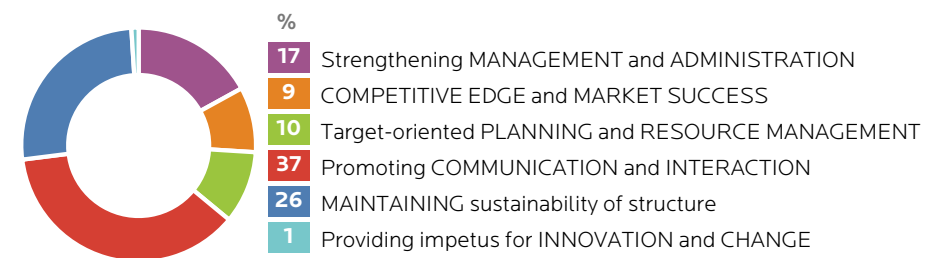 %
17 Strengthening MANAGEMENT and ADMINISTRATION
9 COMPETITIVE EDGE and MARKET SUCCESS
10 Target-oriented PLANNING and RESOURCE MANAGEMENT
37 Promoting COMMUNICATION and INTERACTION
26 MAINTAINING sustainability of structure
1 Providing impetus for INNOVATION and CHANGE